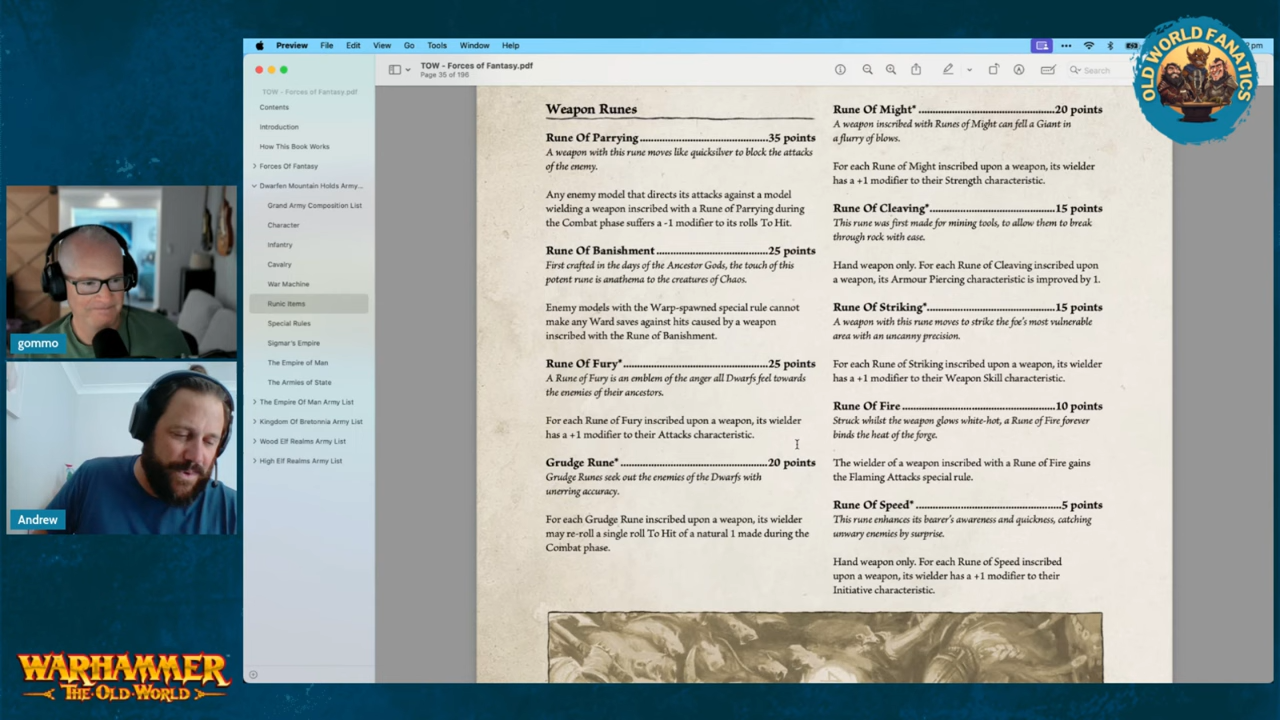 Preview File Edit View Go Tools Window Help
pm
TOW - Forces of Fantasy.pdf
Page 35 of 196
Search
OLD WORLD FANATICS
TOW - Forces of Fantasy.pdf
Contents
Introduction
How This Book Works
Forces Of Fantasy
Dwarfen Mountain Holds Army...
Grand Army Composition List
Character
Infantry
Cavalry
War Machine
Runic Items
Special Rules
Sigmar's Empire
The Empire of Man
The Armies of State
The Empire Of Man Army List
Kingdom Of Bretonnia Army List
Wood Elf Realms Army List
High Elf Realms Army List
gommo
Andrew
WARHAMMER
THE OLD WORLD
Weapon Runes
Rune Of Parrying..........................................35 points
A weapon with this rune moves like quicksilver to block the attacks
of the enemy.
Any enemy model that directs its attacks against a model
wielding a weapon inscribed with a Rune of Parrying during
the Combat phase suffers a -1 modifier to its rolls To Hit.
Rune Of Banishment....................................25 points
First crafted in the days of the Ancestor Gods, the touch of this
potent rune is anathema to the creatures of Chaos.
Enemy models with the Warp-spawned special rule cannot
make any Ward saves against hits caused by a weapon
inscribed with the Rune of Banishment.
Rune Of Fury*...............................................25 points
A Rune of Fury is an emblem of the anger all Dwarfs feel towards
the enemies of their ancestors.
For each Rune of Fury inscribed upon a weapon, its wielder
has a +1 modifier to their Attacks characteristic.
Grudge Rune*................................................20 points
Grudge Runes seek out the enemies of the Dwarfs with
unerring accuracy.
For each Grudge Rune inscribed upon a weapon, its wielder
may re-roll a single roll To Hit of a natural 1 made during the
Combat phase.
Rune Of Might*.............................................20 points
A weapon inscribed with Runes of Might can fell a Giant in
a flurry of blows.
For each Rune of Might inscribed upon a weapon, its wielder
has a +1 modifier to their Strength characteristic.
Rune Of Cleaving*.........................................15 points
This rune was first made for mining tools, to allow them to break
through rock with ease.
Hand weapon only. For each Rune of Cleaving inscribed upon
a weapon, its Armour Piercing characteristic is improved by 1.
Rune Of Striking*..........................................15 points
A weapon with this rune moves to strike the foe's most vulnerable
area with an uncanny precision.
For each Rune of Striking inscribed upon a weapon, its wielder
has a +1 modifier to their Weapon Skill characteristic.
Rune Of Fire..................................................10 points
Struck whilst the weapon glows white-hot, a Rune of Fire forever
binds the heat of the forge.
The wielder of a weapon inscribed with a Rune of Fire gains
the Flaming Attacks special rule.
Rune Of Speed*...............................................5 points
This rune enhances its bearer's awareness and quickness, catching
unwary enemies by surprise.
Hand weapon only. For each Rune of Speed inscribed
upon a weapon, its wielder has a +1 modifier to their
Initiative characteristic.